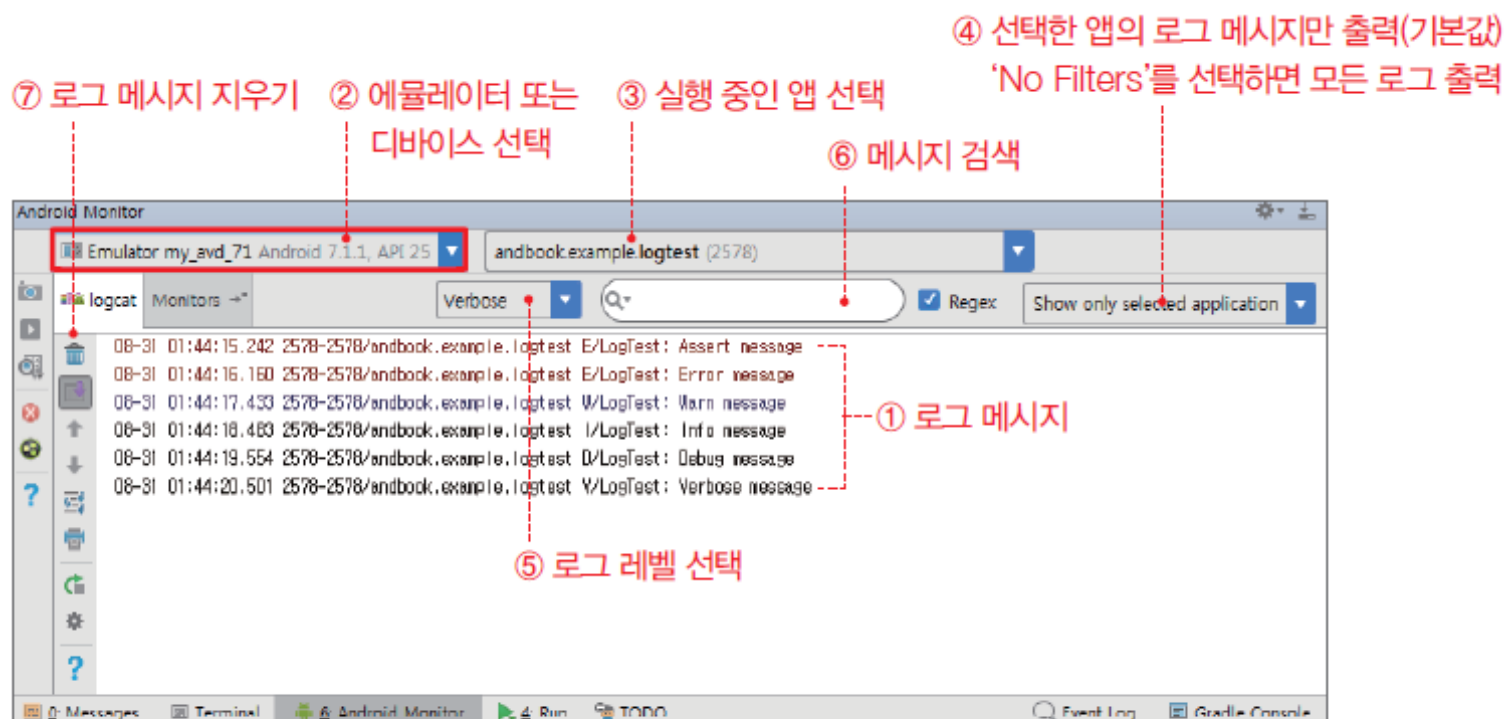 ④ 선택한 앱의 로그 메시지만 출력(기본값)
'No Filters'를 선택하면 모든 로그 출력
⑦ 로그 메시지 지우기
② 에뮬레이터 또는
디바이스 선택
③ 실행 중인 앱 선택
⑥ 메시지 검색
Android Monitor
Emulator my_avd_71 Android 7.1.1, API 25
andbook.example.logtest (2578)
logcat
Monitors
Verbose
Regex
Show only selected application
08-31 01:44:15.242 2578-2578/andbook.example.logtest E/LogTest: Assert message
08-31 01:44:16.160 2578-2578/andbook.example.logtest E/LogTest: Error message
08-31 01:44:17.433 2578-2578/andbook.example.logtest W/LogTest: Warn message
08-31 01:44:18.483 2578-2578/andbook.example.logtest I/LogTest: Info message
08-31 01:44:19.554 2578-2578/andbook.example.logtest D/LogTest: Debug message
08-31 01:44:20.501 2578-2578/andbook.example.logtest V/LogTest: Verbose message
① 로그 메시지
⑤ 로그 레벨 선택
0: Messages
Terminal
6: Android Monitor
4: Run
TODO
Event Log
Gradle Console